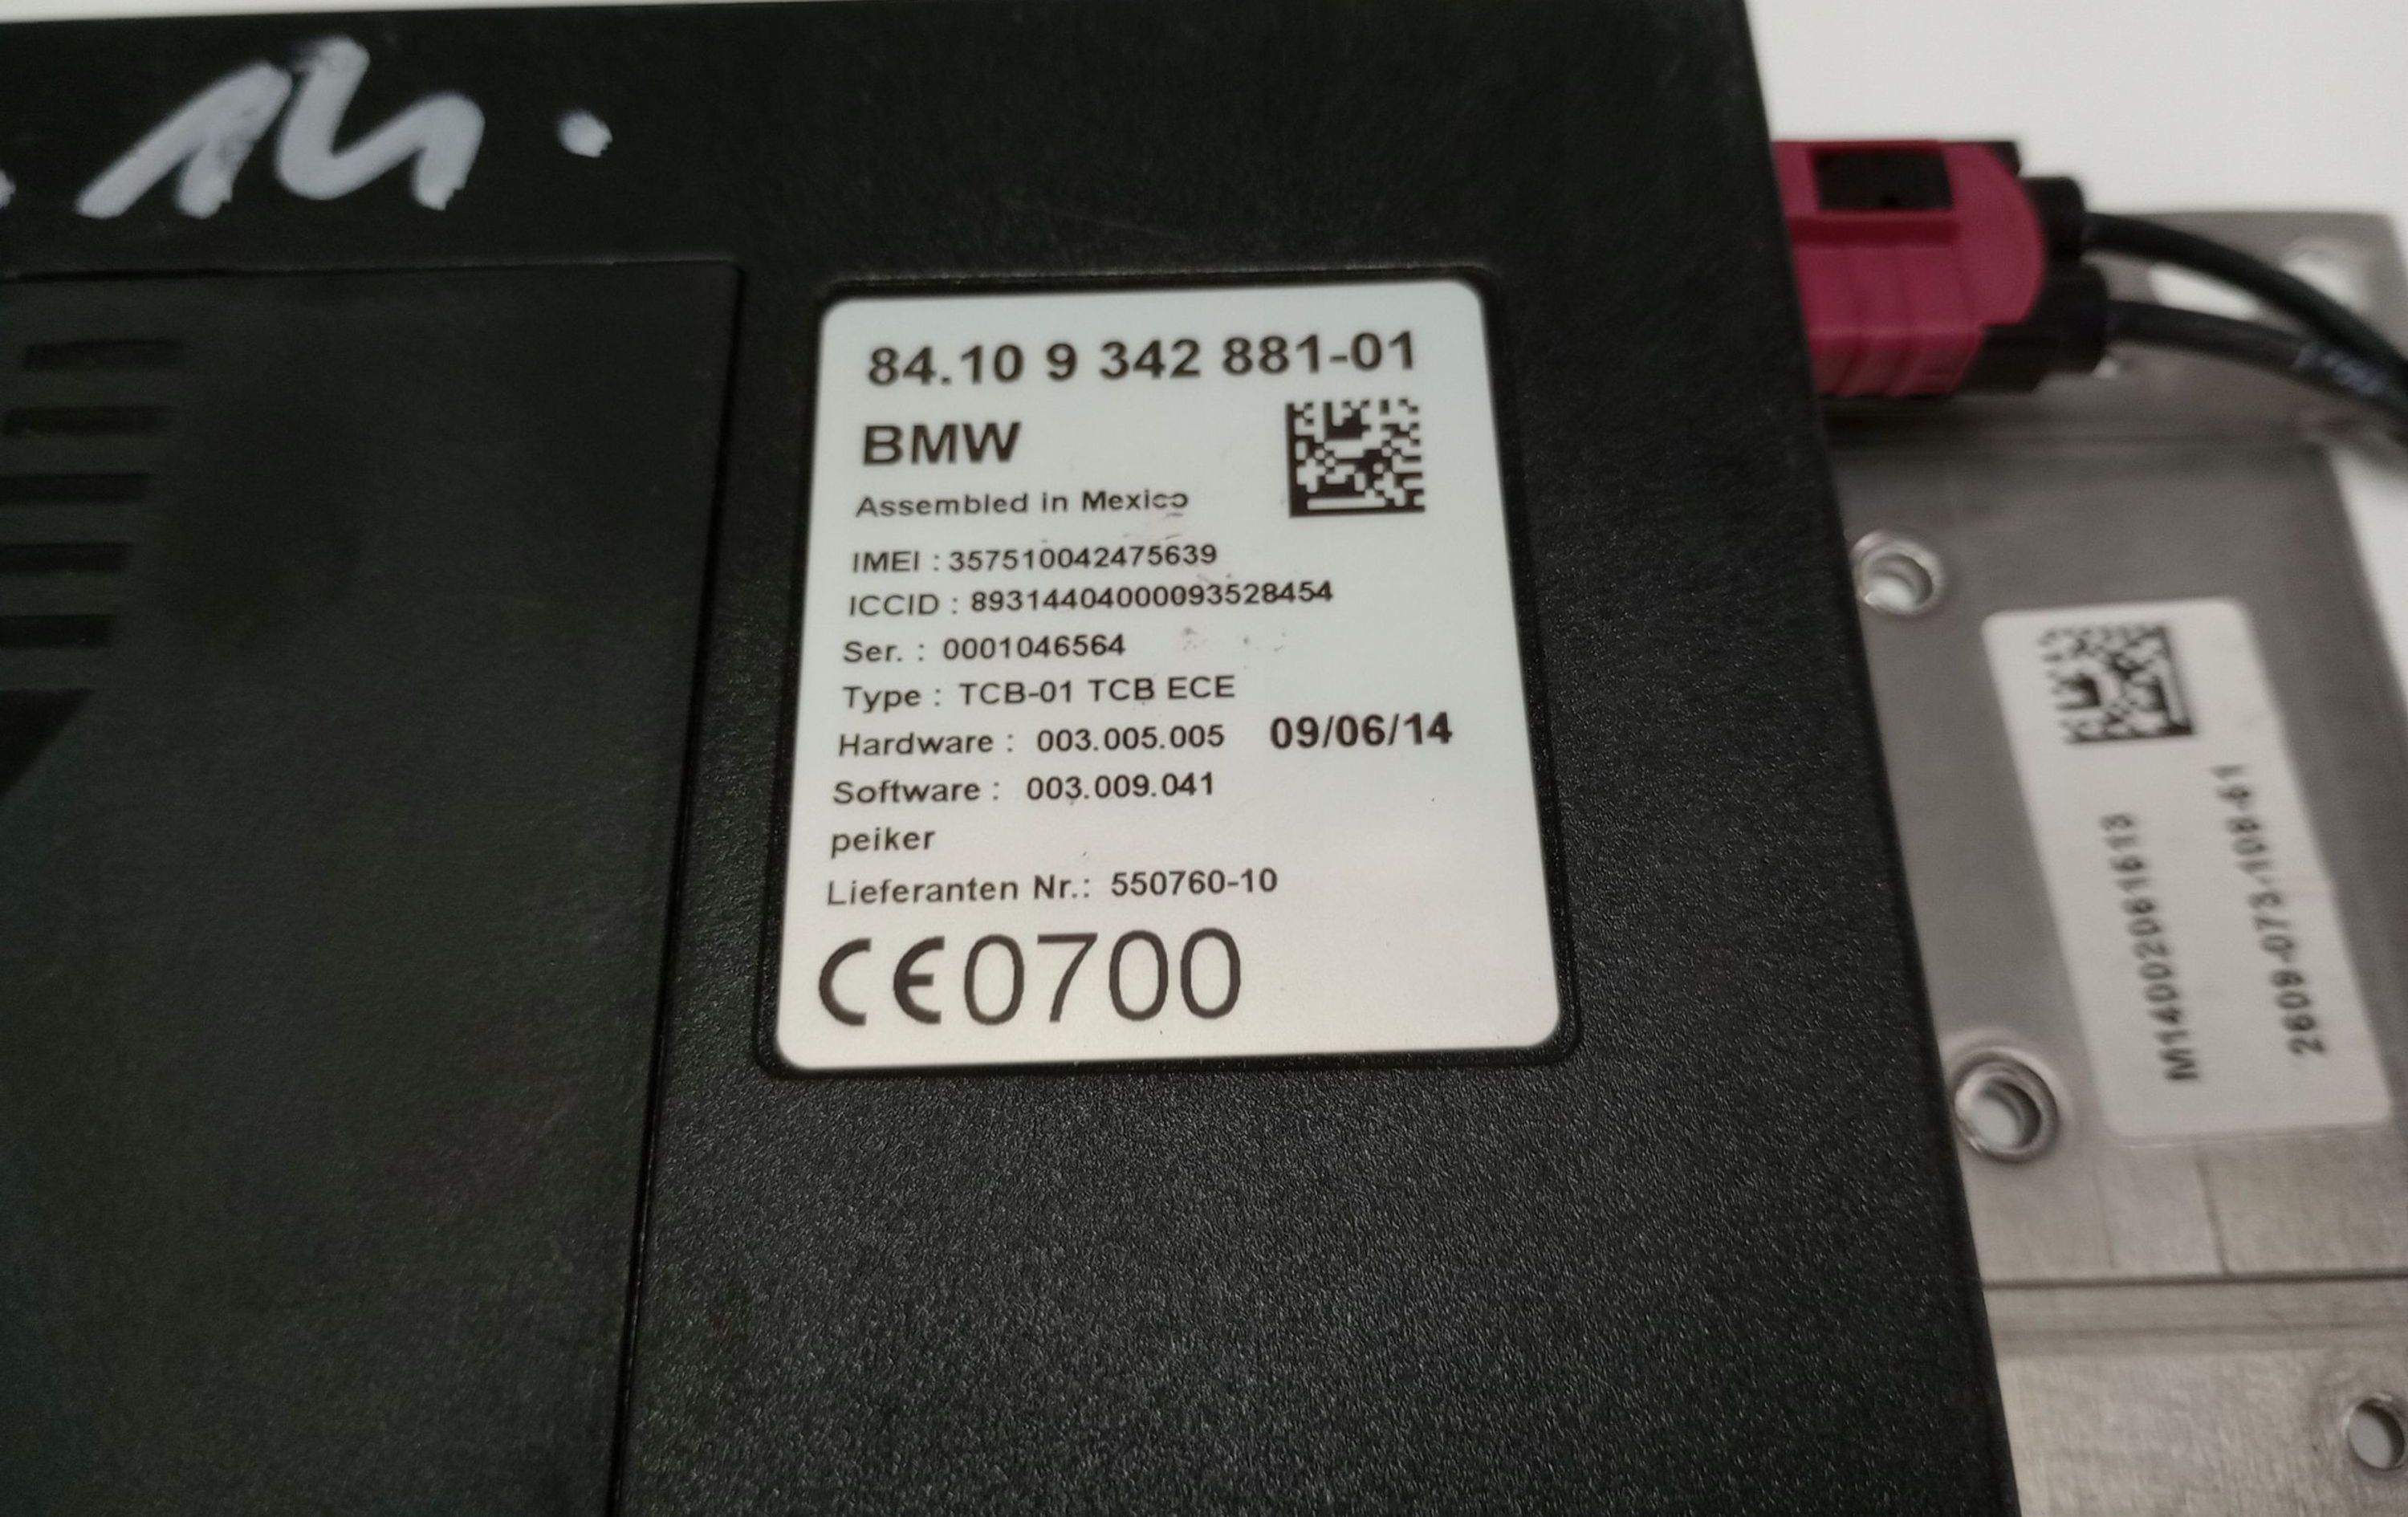 14.
84.10 9 342 881-01
BMW
Assembled in Mexico
IMEI : 357510042475639
ICCID : 89314404000093528454
Ser. : 0001046564
Type : TCB-01 TCB ECE
Hardware : 003.005.005 09/06/14
Software : 003.009.041
peiker
Lieferanten Nr.: 550760-10
CE0700
M14002061613
2609-073-108-61